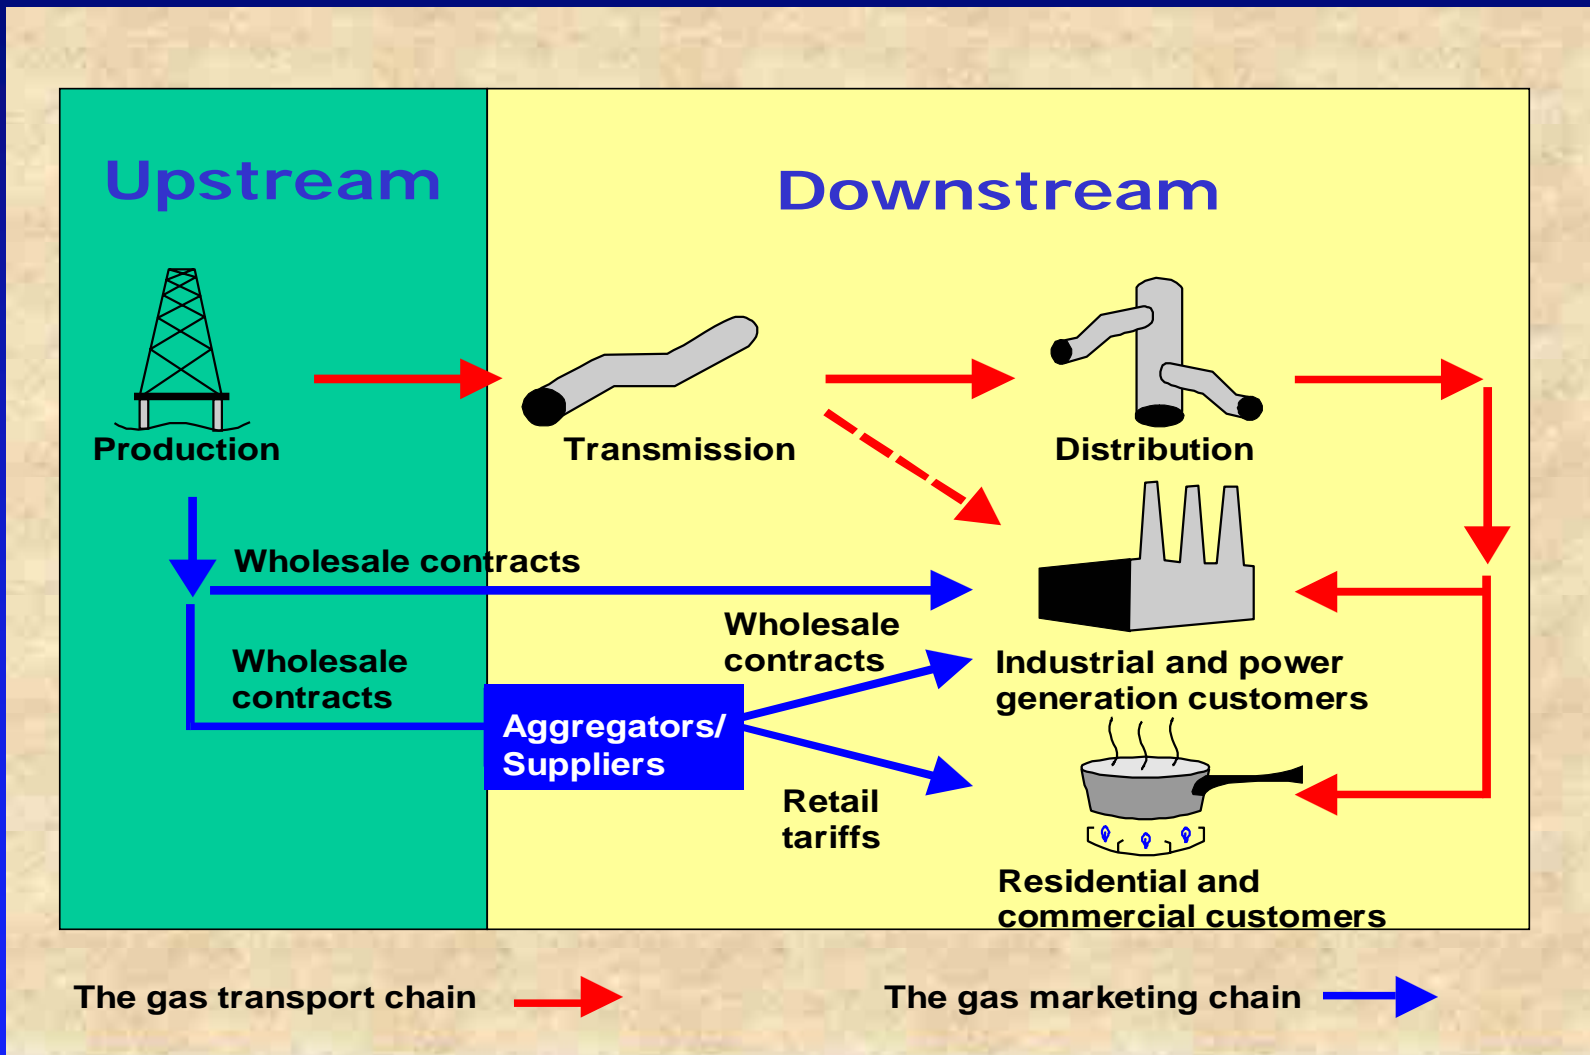 Upstream
Downstream
Production
Transmission
Distribution
Wholesale contracts
Wholesale
contracts
Wholesale
contracts
Aggregators/
Suppliers
Industrial and power
generation customers
Retail
tariffs
Residential and
commercial customers
The gas transport chain
The gas marketing chain